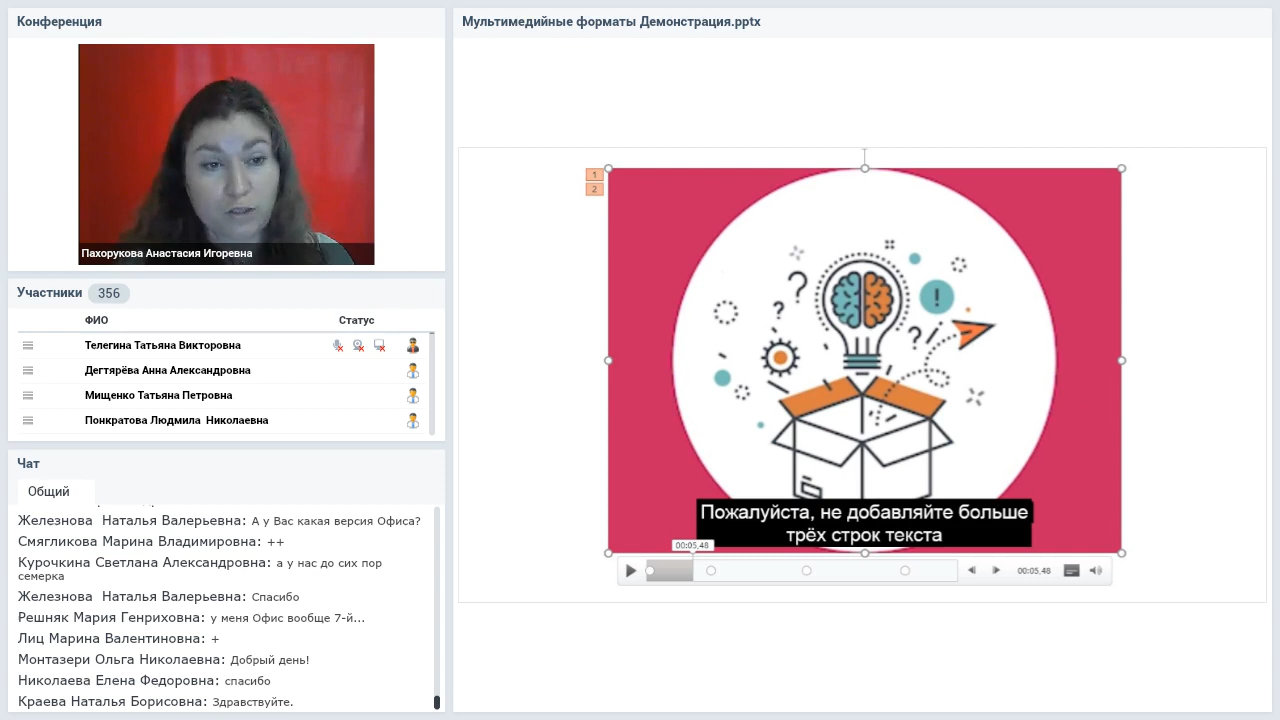 Конференция
Пахорукова Анастасия Игоревна
Участники 356
ФИО Статус
Телегина Татьяна Викторовна
Дегтярёва Анна Александровна
Мищенко Татьяна Петровна
Понкратова Людмила Николаевна
Чат
Общий
Железнова Наталья Валерьевна: А у Вас какая версия Офиса?
Смягликова Марина Владимировна: ++
Курочкина Светлана Александровна: а у нас до сих пор
семерка
Железнова Наталья Валерьевна: Спасибо
Решняк Мария Генриховна: у меня Офис вообще 7-й...
Лиц Марина Валентиновна: +
Монтазери Ольга Николаевна: Добрый день!
Николаева Елена Федоровна: спасибо
Краева Наталья Борисовна: Здравствуйте.
Мультимедийные форматы Демонстрация.pptx
1
2
Пожалуйста, не добавляйте больше
трёх строк текста
00:05,48
00:05,48